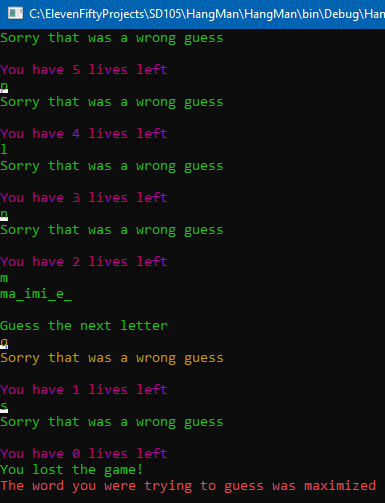 C:\ElevenFiftyProjects\SD105\HangMan\HangMan\bin\Debug\Han
Sorry that was a wrong guess
You have 5 lives left
Sorry that was a wrong guess
You have 4 lives left
l
Sorry that was a wrong guess
You have 3 lives left
Sorry that was a wrong guess
You have 2 lives left
m
ma_imi_e_
Guess the next letter
Sorry that was a wrong guess
You have 1 lives left
s
Sorry that was a wrong guess
You have 0 lives left
You lost the game!
The word you were trying to guess was maximized